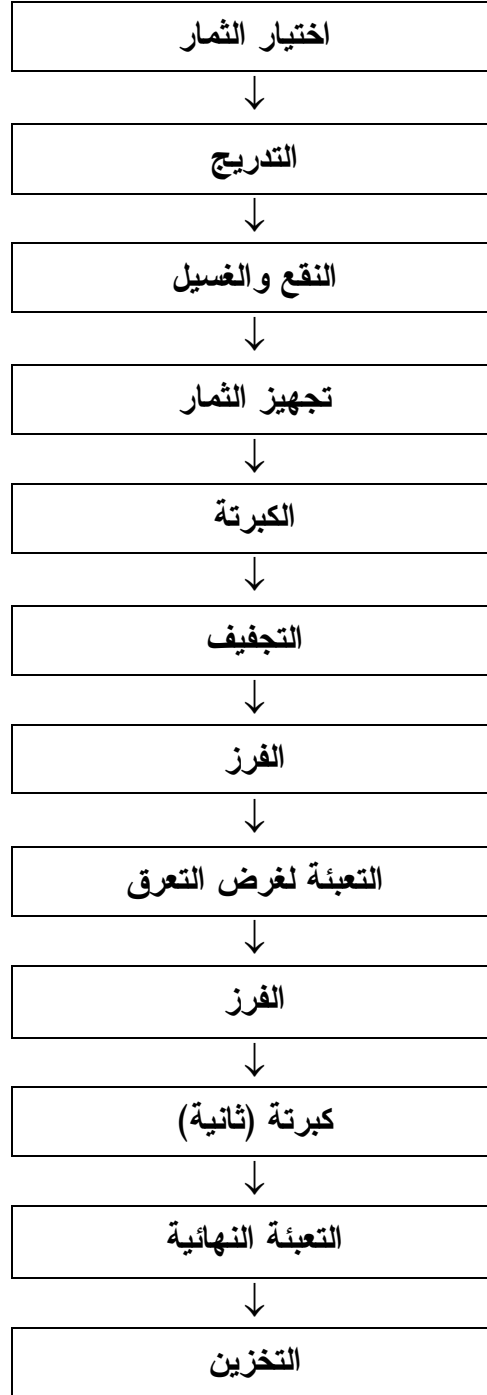 اختيار الثمار
↓
التدريج
↓
النقع والغسيل
↓
تجهيز الثمار
↓
الكبرتة
↓
التجفيف
↓
الفرز
↓
التعبئة لغرض التعرق
↓
الفرز
↓
كبرتة (ثانية)
↓
التعبئة النهائية
↓
التخزين